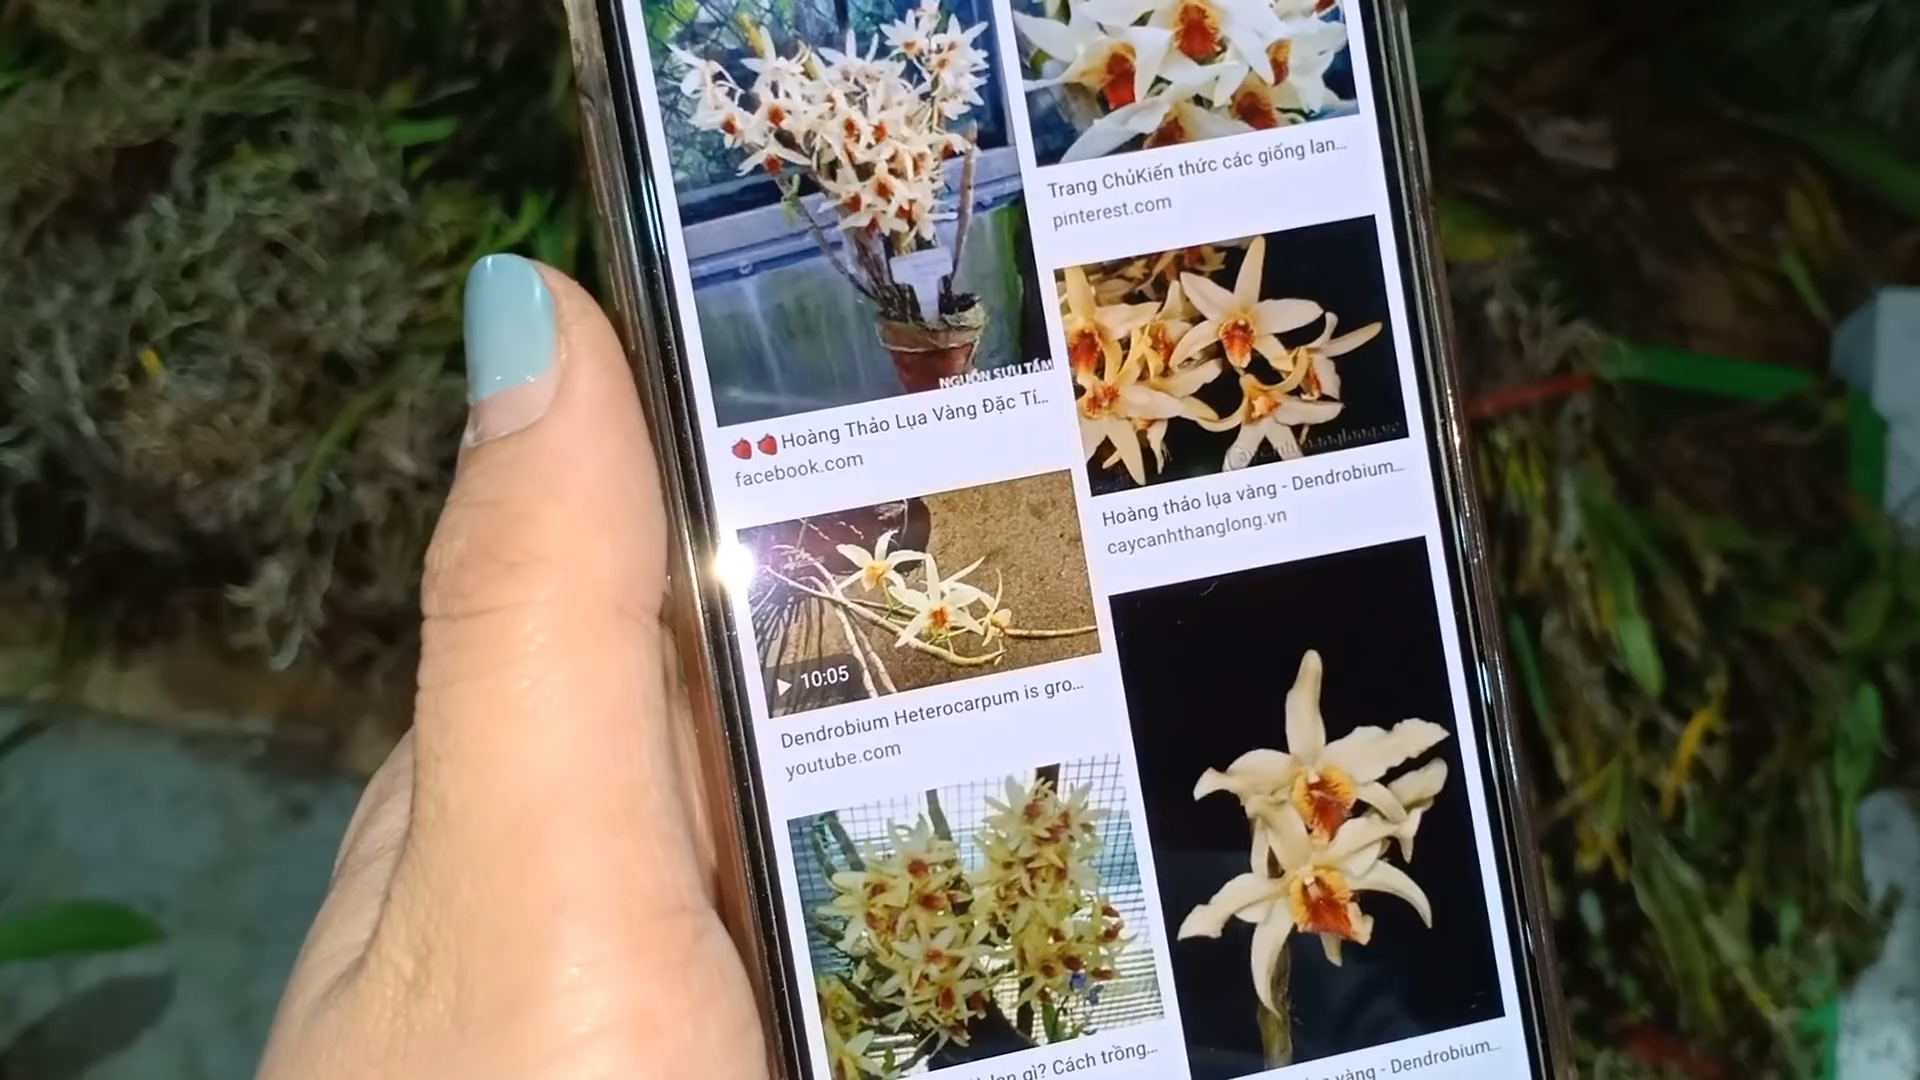 NGUỒN SƯU TẦM
🍓🍓 Hoàng Thảo Lụa Vàng Đặc Tí...
facebook.com
10:05
Dendrobium Heterocarpum is gro...
youtube.com
lan gì? Cách trồng...
Trang ChủKiến thức các giống lan...
pinterest.com
Hoàng thảo lụa vàng - Dendrobium...
caycanhthanglong.vn
vàng - Dendrobium...